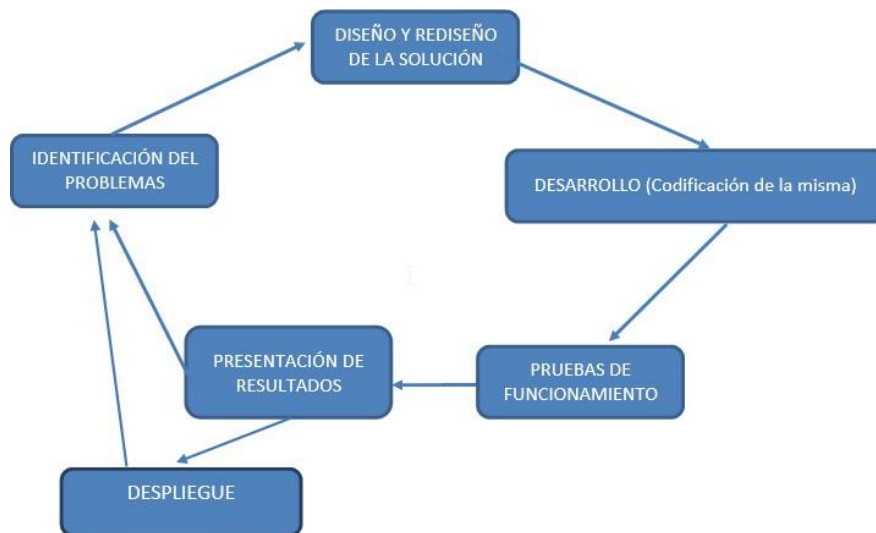 DISEÑO Y REDISEÑO
DE LA SOLUCIÓN
IDENTIFICACIÓN DEL
PROBLEMAS
DESARROLLO (Codificación de la misma)
PRESENTACIÓN DE
RESULTADOS
PRUEBAS DE
FUNCIONAMIENTO
DESPLIEGUE